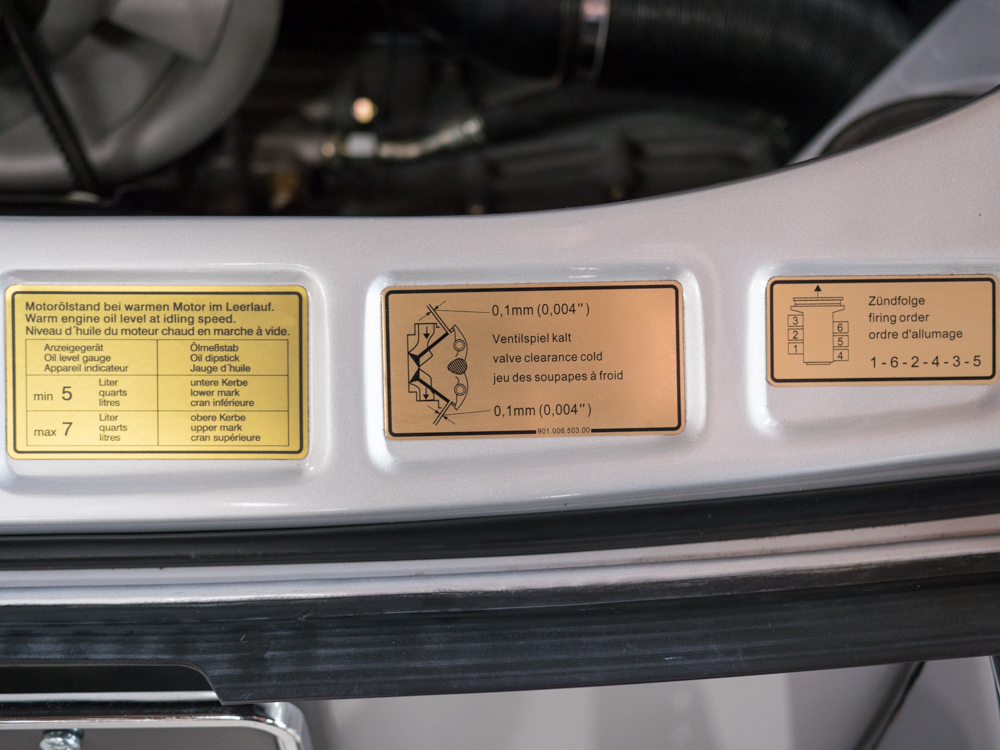 Motorölstand bei warmen Motor im Leerlauf.
Warm engine oil level at idling speed.
Niveau d´huile du moteur chaud en marche à vide.
Anzeigegerät
Oil level gauge
Appareil indicateur
Ölmeßstab
Oil dipstick
Jauge d´huile
min 5
Liter
quarts
litres
untere Kerbe
lower mark
cran inférieure
max 7
Liter
quarts
litres
obere Kerbe
upper mark
cran supérieure
0,1mm (0,004")
Ventilspiel kalt
valve clearance cold
jeu des soupapes à froid
0,1mm (0,004")
901.006.503.00
Zündfolge
firing order
ordre d'allumage
1-6-2-4-3-5
3
2
1
6
5
4